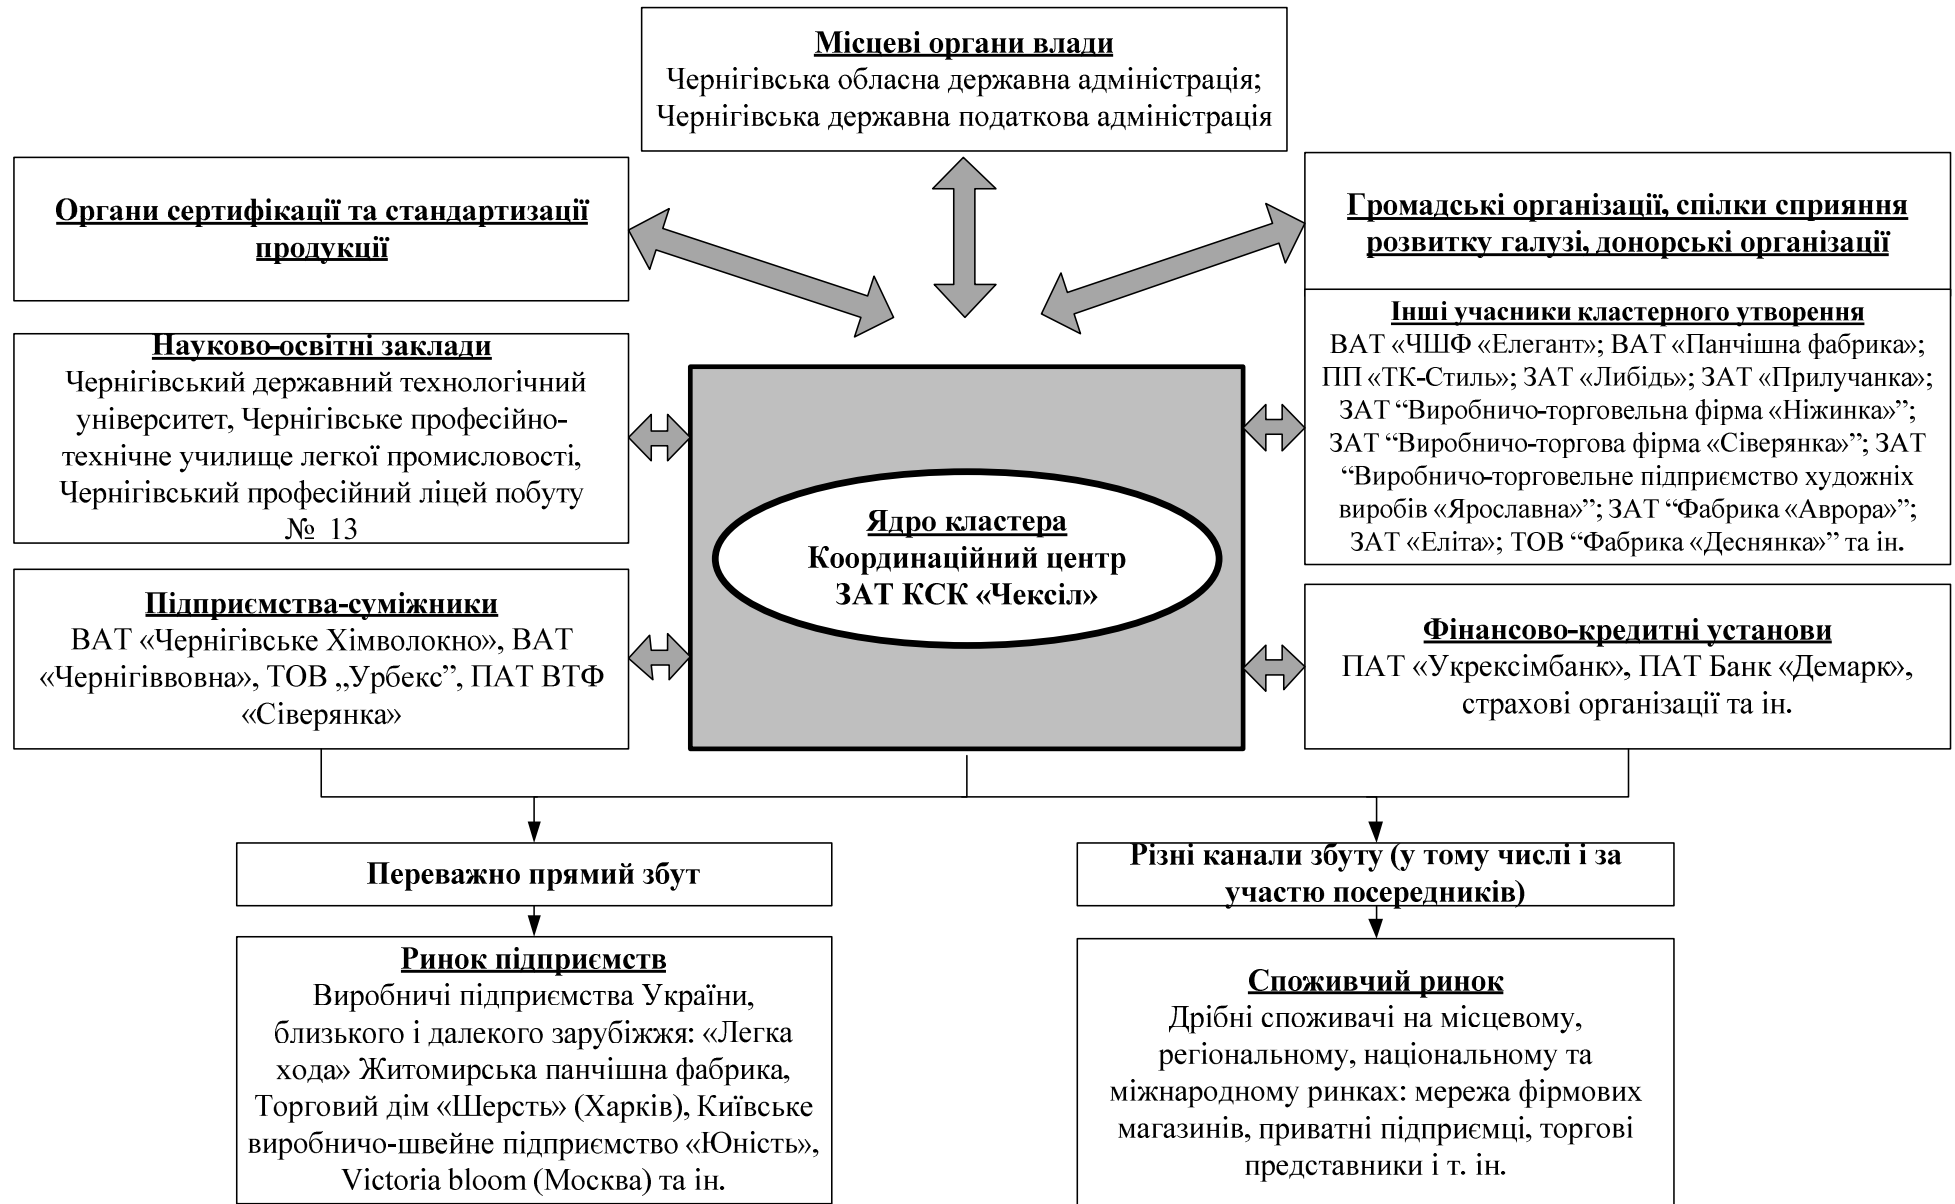 Місцеві органи влади
Чернігівська обласна державна адміністрація;
Чернігівська державна податкова адміністрація
Органи сертифікації та стандартизації
продукції
Громадські організації, спілки сприяння
розвитку галузі, донорські організації
Науково-освітні заклади
Чернігівський державний технологічний
університет, Чернігівське професійно-
технічне училище легкої промисловості,
Чернігівський професійний ліцей побуту
№ 13
Ядро кластера
Координаційний центр
ЗАТ КСК «Чексіл»
Інші учасники кластерного утворення
ВАТ «ЧШФ «Елегант»; ВАТ «Панчішна фабрика»;
ПП «ТК-Стиль»; ЗАТ «Либідь»; ЗАТ «Прилучанка»;
ЗАТ “Виробничо-торговельна фірма «Ніжинка»”;
ЗАТ “Виробничо-торгова фірма «Сіверянка»”; ЗАТ
“Виробничо-торговельне підприємство художніх
виробів «Ярославна»”; ЗАТ “Фабрика «Аврора»”;
ЗАТ «Еліта»; ТОВ “Фабрика «Деснянка»” та ін.
Підприємства-суміжники
ВАТ «Чернігівське Хімволокно», ВАТ
«Чернігіввовна», ТОВ „Урбекс”, ПАТ ВТФ
«Сіверянка»
Фінансово-кредитні установи
ПАТ «Укрексімбанк», ПАТ Банк «Демарк»,
страхові організації та ін.
Переважно прямий збут
Різні канали збуту (у тому числі і за
участю посередників)
Ринок підприємств
Виробничі підприємства України,
близького і далекого зарубіжжя: «Легка
хода» Житомирська панчішна фабрика,
Торговий дім «Шерсть» (Харків), Київське
виробничо-швейне підприємство «Юність»,
Victoria bloom (Москва) та ін.
Споживчий ринок
Дрібні споживачі на місцевому,
регіональному, національному та
міжнародному ринках: мережа фірмових
магазинів, приватні підприємці, торгові
представники і т. ін.